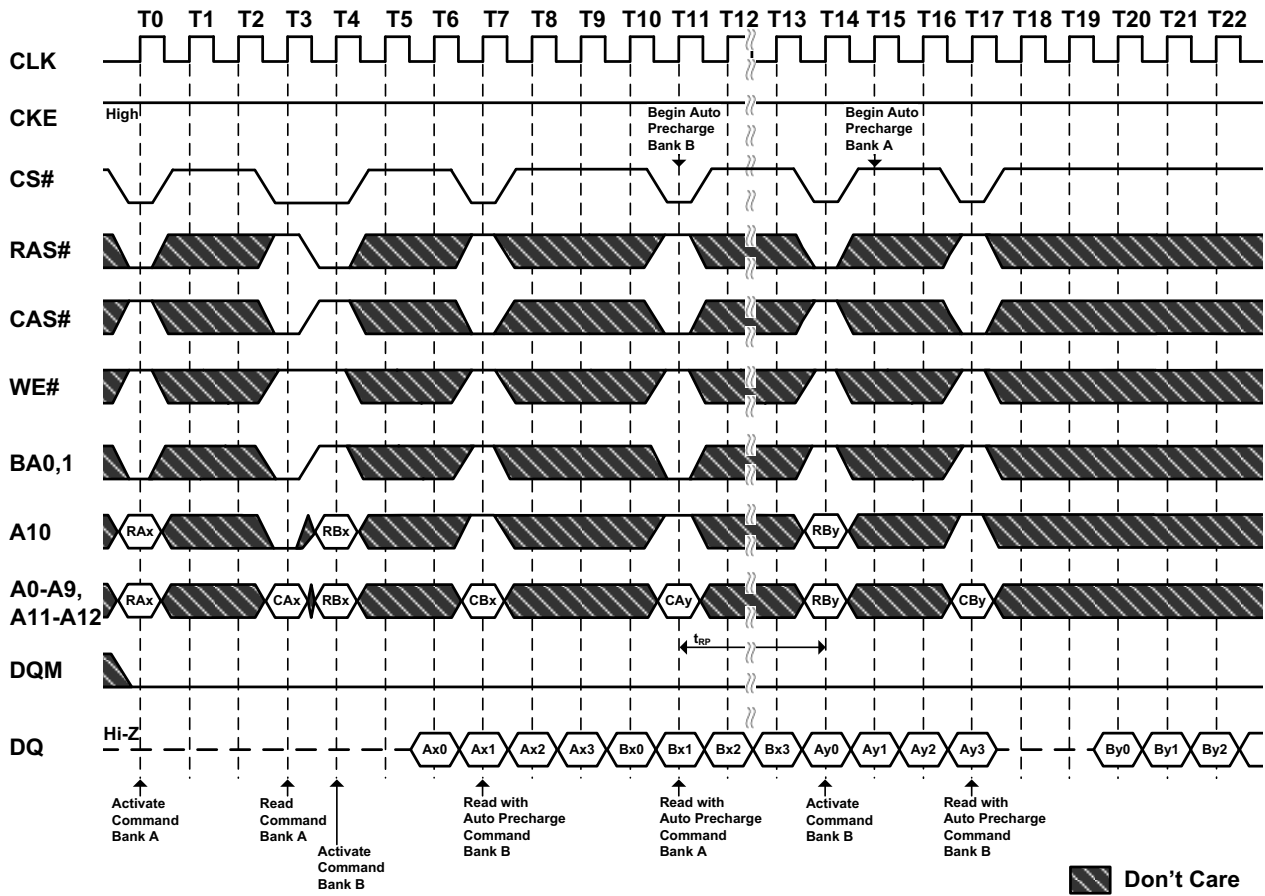 T0 T1 T2 T3 T4 T5 T6 T7 T8 T9 T10 T11 T12 T13 T14 T15 T16 T17 T18 T19 T20 T21 T22
CLK
CKE
High
Begin Auto
Precharge
Bank B
Begin Auto
Precharge
Bank A
CS#
RAS#
CAS#
WE#
BA0,1
A10
RAx RBx RBy
A0-A9,
A11-A12
RAx CAx RBx CBx CAy RBy CBy
tRP
DQM
DQ
Hi-Z
Ax0 Ax1 Ax2 Ax3 Bx0 Bx1 Bx2 Bx3 Ay0 Ay1 Ay2 Ay3 By0 By1 By2
Activate
Command
Bank A
Read
Command
Bank A
Activate
Command
Bank B
Read with
Auto Precharge
Command
Bank B
Read with
Auto Precharge
Command
Bank A
Activate
Command
Bank B
Read with
Auto Precharge
Command
Bank B
Don't Care